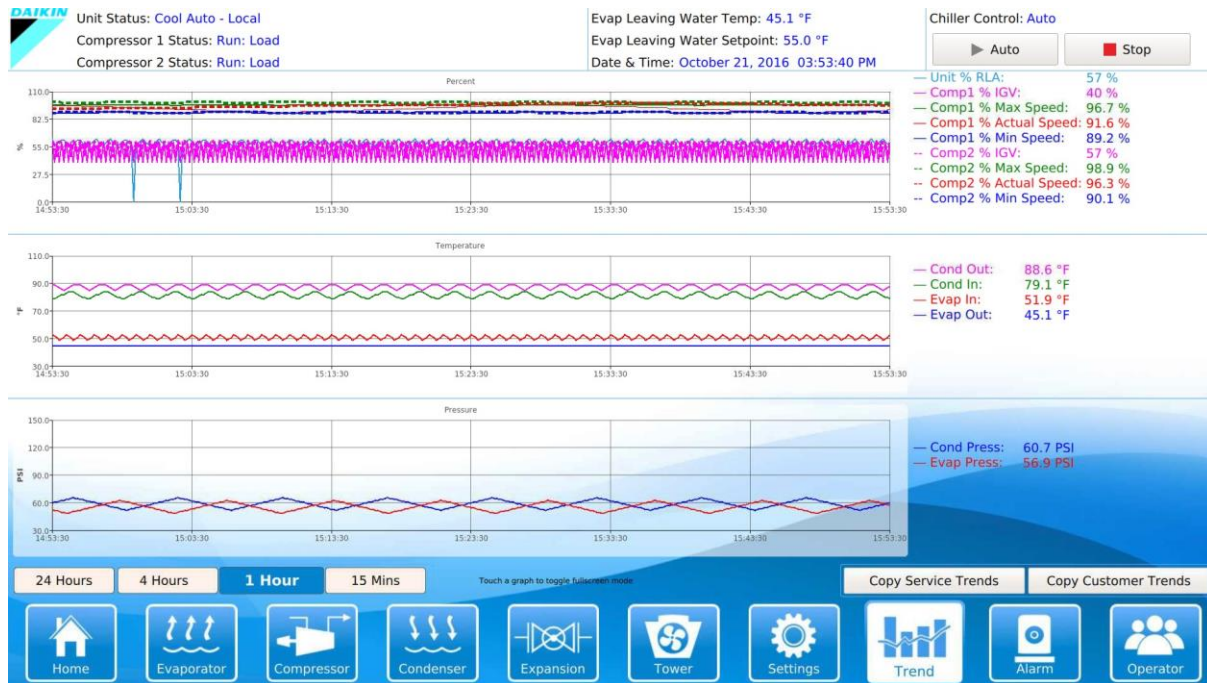 DAIKIN
Unit Status: Cool Auto - Local
Compressor 1 Status: Run: Load
Compressor 2 Status: Run: Load
Evap Leaving Water Temp: 45.1 °F
Evap Leaving Water Setpoint: 55.0 °F
Date & Time: October 21, 2016 03:53:40 PM
Chiller Control: Auto
Auto
Stop
Percent
110.0
82.5
55.0
27.5
0.0
%
14:53:30 15:03:30 15:13:30 15:23:30 15:33:30 15:43:30 15:53:30
— Unit % RLA: 57 %
— Comp1 % IGV: 40 %
— Comp1 % Max Speed: 96.7 %
— Comp1 % Actual Speed: 91.6 %
— Comp1 % Min Speed: 89.2 %
-- Comp2 % IGV: 57 %
-- Comp2 % Max Speed: 98.9 %
-- Comp2 % Actual Speed: 96.3 %
-- Comp2 % Min Speed: 90.1 %
Temperature
110.0
90.0
70.0
50.0
30.0
°F
14:53:30 15:03:30 15:13:30 15:23:30 15:33:30 15:43:30 15:53:30
— Cond Out: 88.6 °F
— Cond In: 79.1 °F
— Evap In: 51.9 °F
— Evap Out: 45.1 °F
Pressure
150.0
120.0
90.0
60.0
30.0
PSI
14:53:30 15:03:30 15:13:30 15:23:30 15:33:30 15:43:30 15:53:30
— Cond Press: 60.7 PSI
— Evap Press: 56.9 PSI
24 Hours 4 Hours 1 Hour 15 Mins
Touch a graph to toggle fullscreen mode
Copy Service Trends Copy Customer Trends
Home Evaporator Compressor Condenser Expansion Tower Settings Trend Alarm Operator